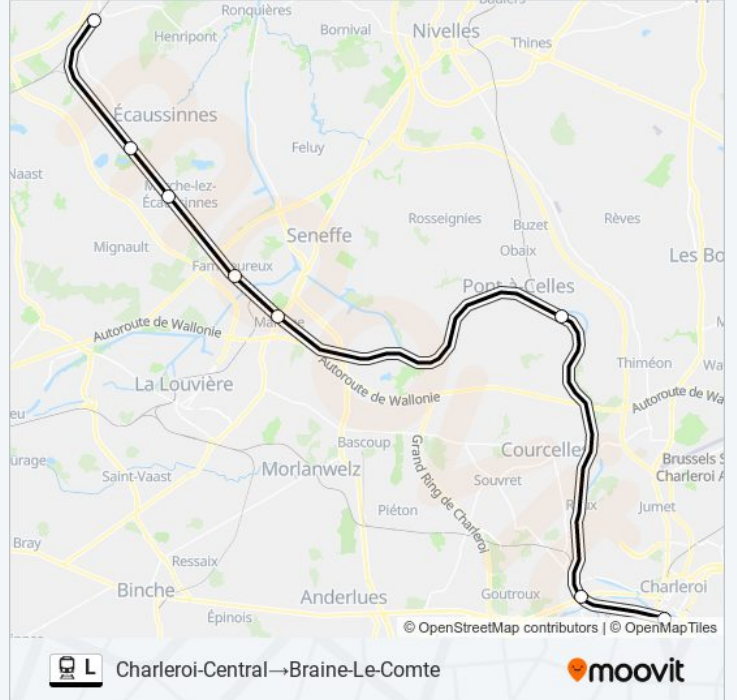 Ronquières
Baulers
Henripont
Bornival
Nivelles
Thines
Écaussinnes
Feluy
Naast
Marche-lez-
Écaussinnes
Rosseignies
Buzet
Rèves
Seneffe
Mignault
Obaix
Les Bo
Familleureux
Pont-à-Celles
Manage
Autoroute de Wallonie
Thiméon
Wa
La Louvière
Autoroute de Wallonie
Autoroute de Wa
Bascoup
Courcelles
Morlanwelz
Grand Ring de Charleroi
Brussels S
Charleroi A
Saint-Vaast
Souvret
Roux
Jumet
Piéton
Bray
Ressaix
Binche
Anderlues
Goutroux
Charleroi
Épinois
© OpenStreetMap contributors | © OpenMapTiles
L Charleroi-Central→Braine-Le-Comte
moovit